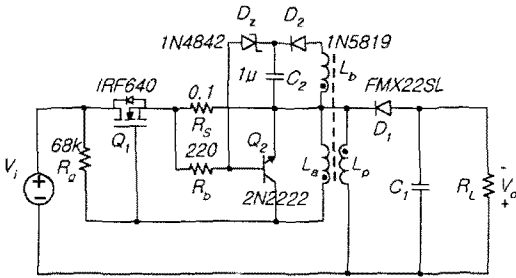 D_z D_2
1N4842 1N5819
1μ C_2 L_b
IRF640 0.1 FMX22SL
Q_1 R_S D_1
68k R_g 220 Q_2
V_i R_b L_a L_p C_1 R_L V_o
2N2222